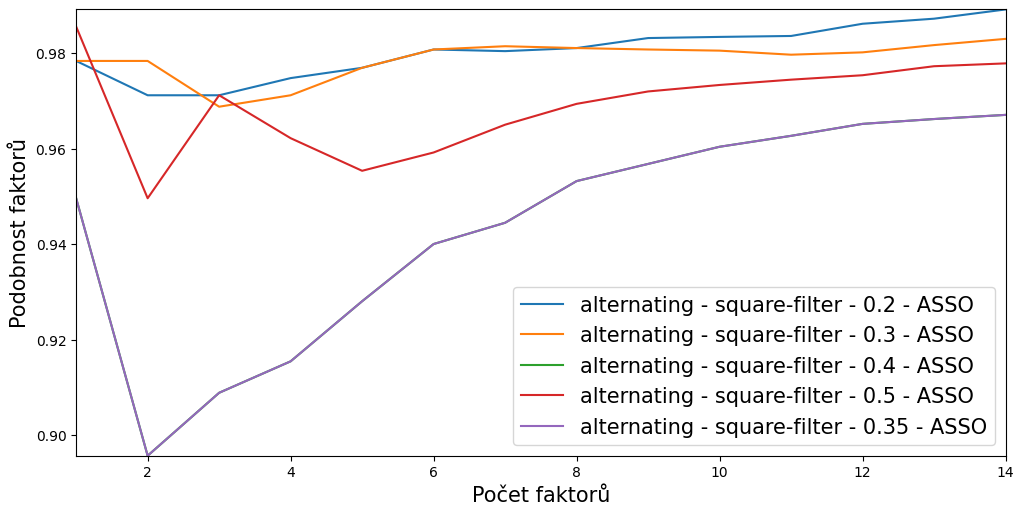 0.98
0.96
0.94
0.92
0.90
Podobnost faktorů
alternating - square-filter - 0.2 - ASSO
alternating - square-filter - 0.3 - ASSO
alternating - square-filter - 0.4 - ASSO
alternating - square-filter - 0.5 - ASSO
alternating - square-filter - 0.35 - ASSO
2 4 6 8 10 12 14
Počet faktorů